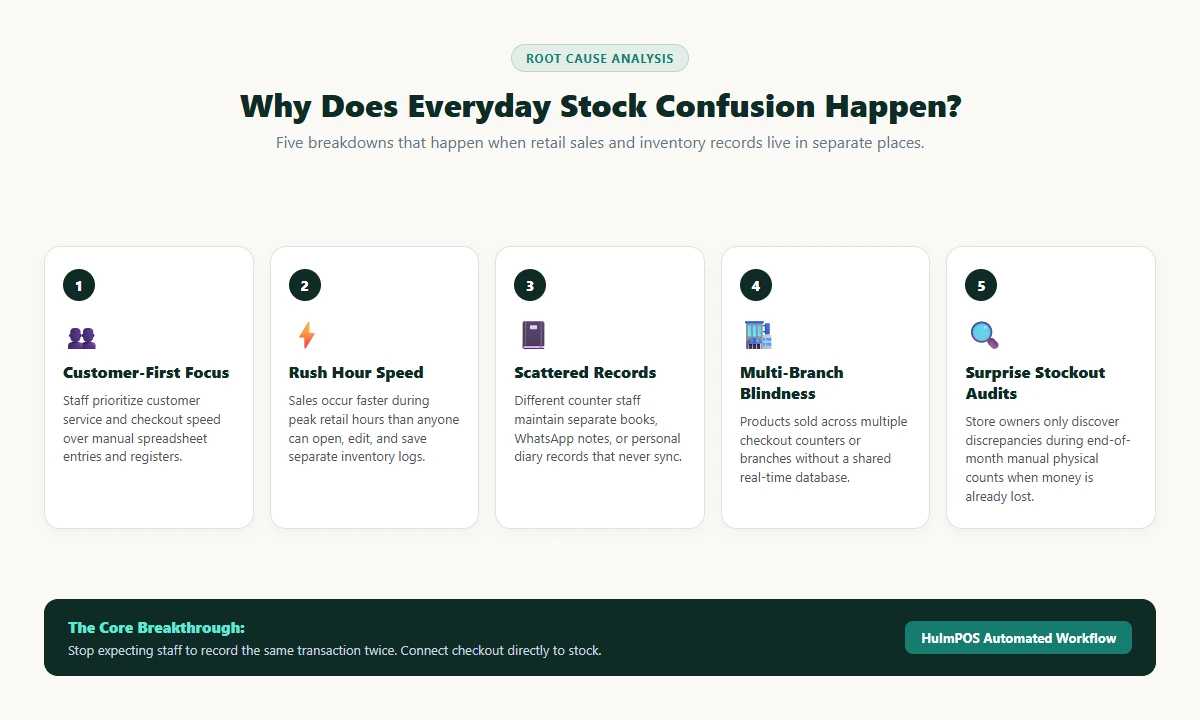 ROOT CAUSE ANALYSIS
Why Does Everyday Stock Confusion Happen?
Five breakdowns that happen when retail sales and inventory records live in separate places.
1
Customer-First Focus
Staff prioritize customer
service and checkout speed
over manual spreadsheet
entries and registers.
2
Rush Hour Speed
Sales occur faster during
peak retail hours than anyone
can open, edit, and save
separate inventory logs.
3
Scattered Records
Different counter staff
maintain separate books,
WhatsApp notes, or personal
diary records that never sync.
4
Multi-Branch
Blindness
Products sold across multiple
checkout counters or
branches without a shared
real-time database.
5
Surprise Stockout
Audits
Store owners only discover
discrepancies during end-of-
month manual physical
counts when money is
already lost.
The Core Breakthrough:
Stop expecting staff to record the same transaction twice. Connect checkout directly to stock.
HulmPOS Automated Workflow